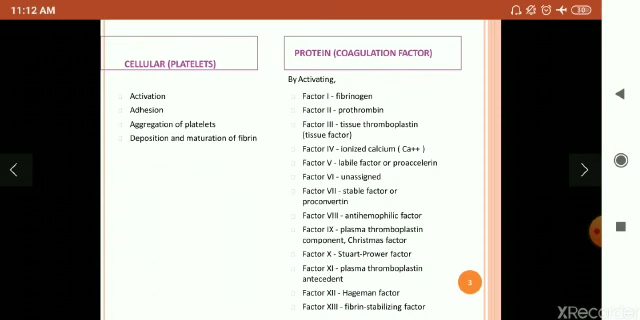 11:12 AM
30
CELLULAR (PLATELETS)
Activation
Adhesion
Aggregation of platelets
Deposition and maturation of fibrin
PROTEIN (COAGULATION FACTOR)
By Activating,
Factor I - fibrinogen
Factor II - prothrombin
Factor III - tissue thromboplastin
(tissue factor)
Factor IV - ionized calcium ( Ca++ )
Factor V - labile factor or proaccelerin
Factor VI - unassigned
Factor VII - stable factor or
proconvertin
Factor VIII - antihemophilic factor
Factor IX - plasma thromboplastin
component, Christmas factor
Factor X - Stuart-Prower factor
Factor XI - plasma thromboplastin
antecedent
Factor XII - Hageman factor
Factor XIII - fibrin-stabilizing factor
3